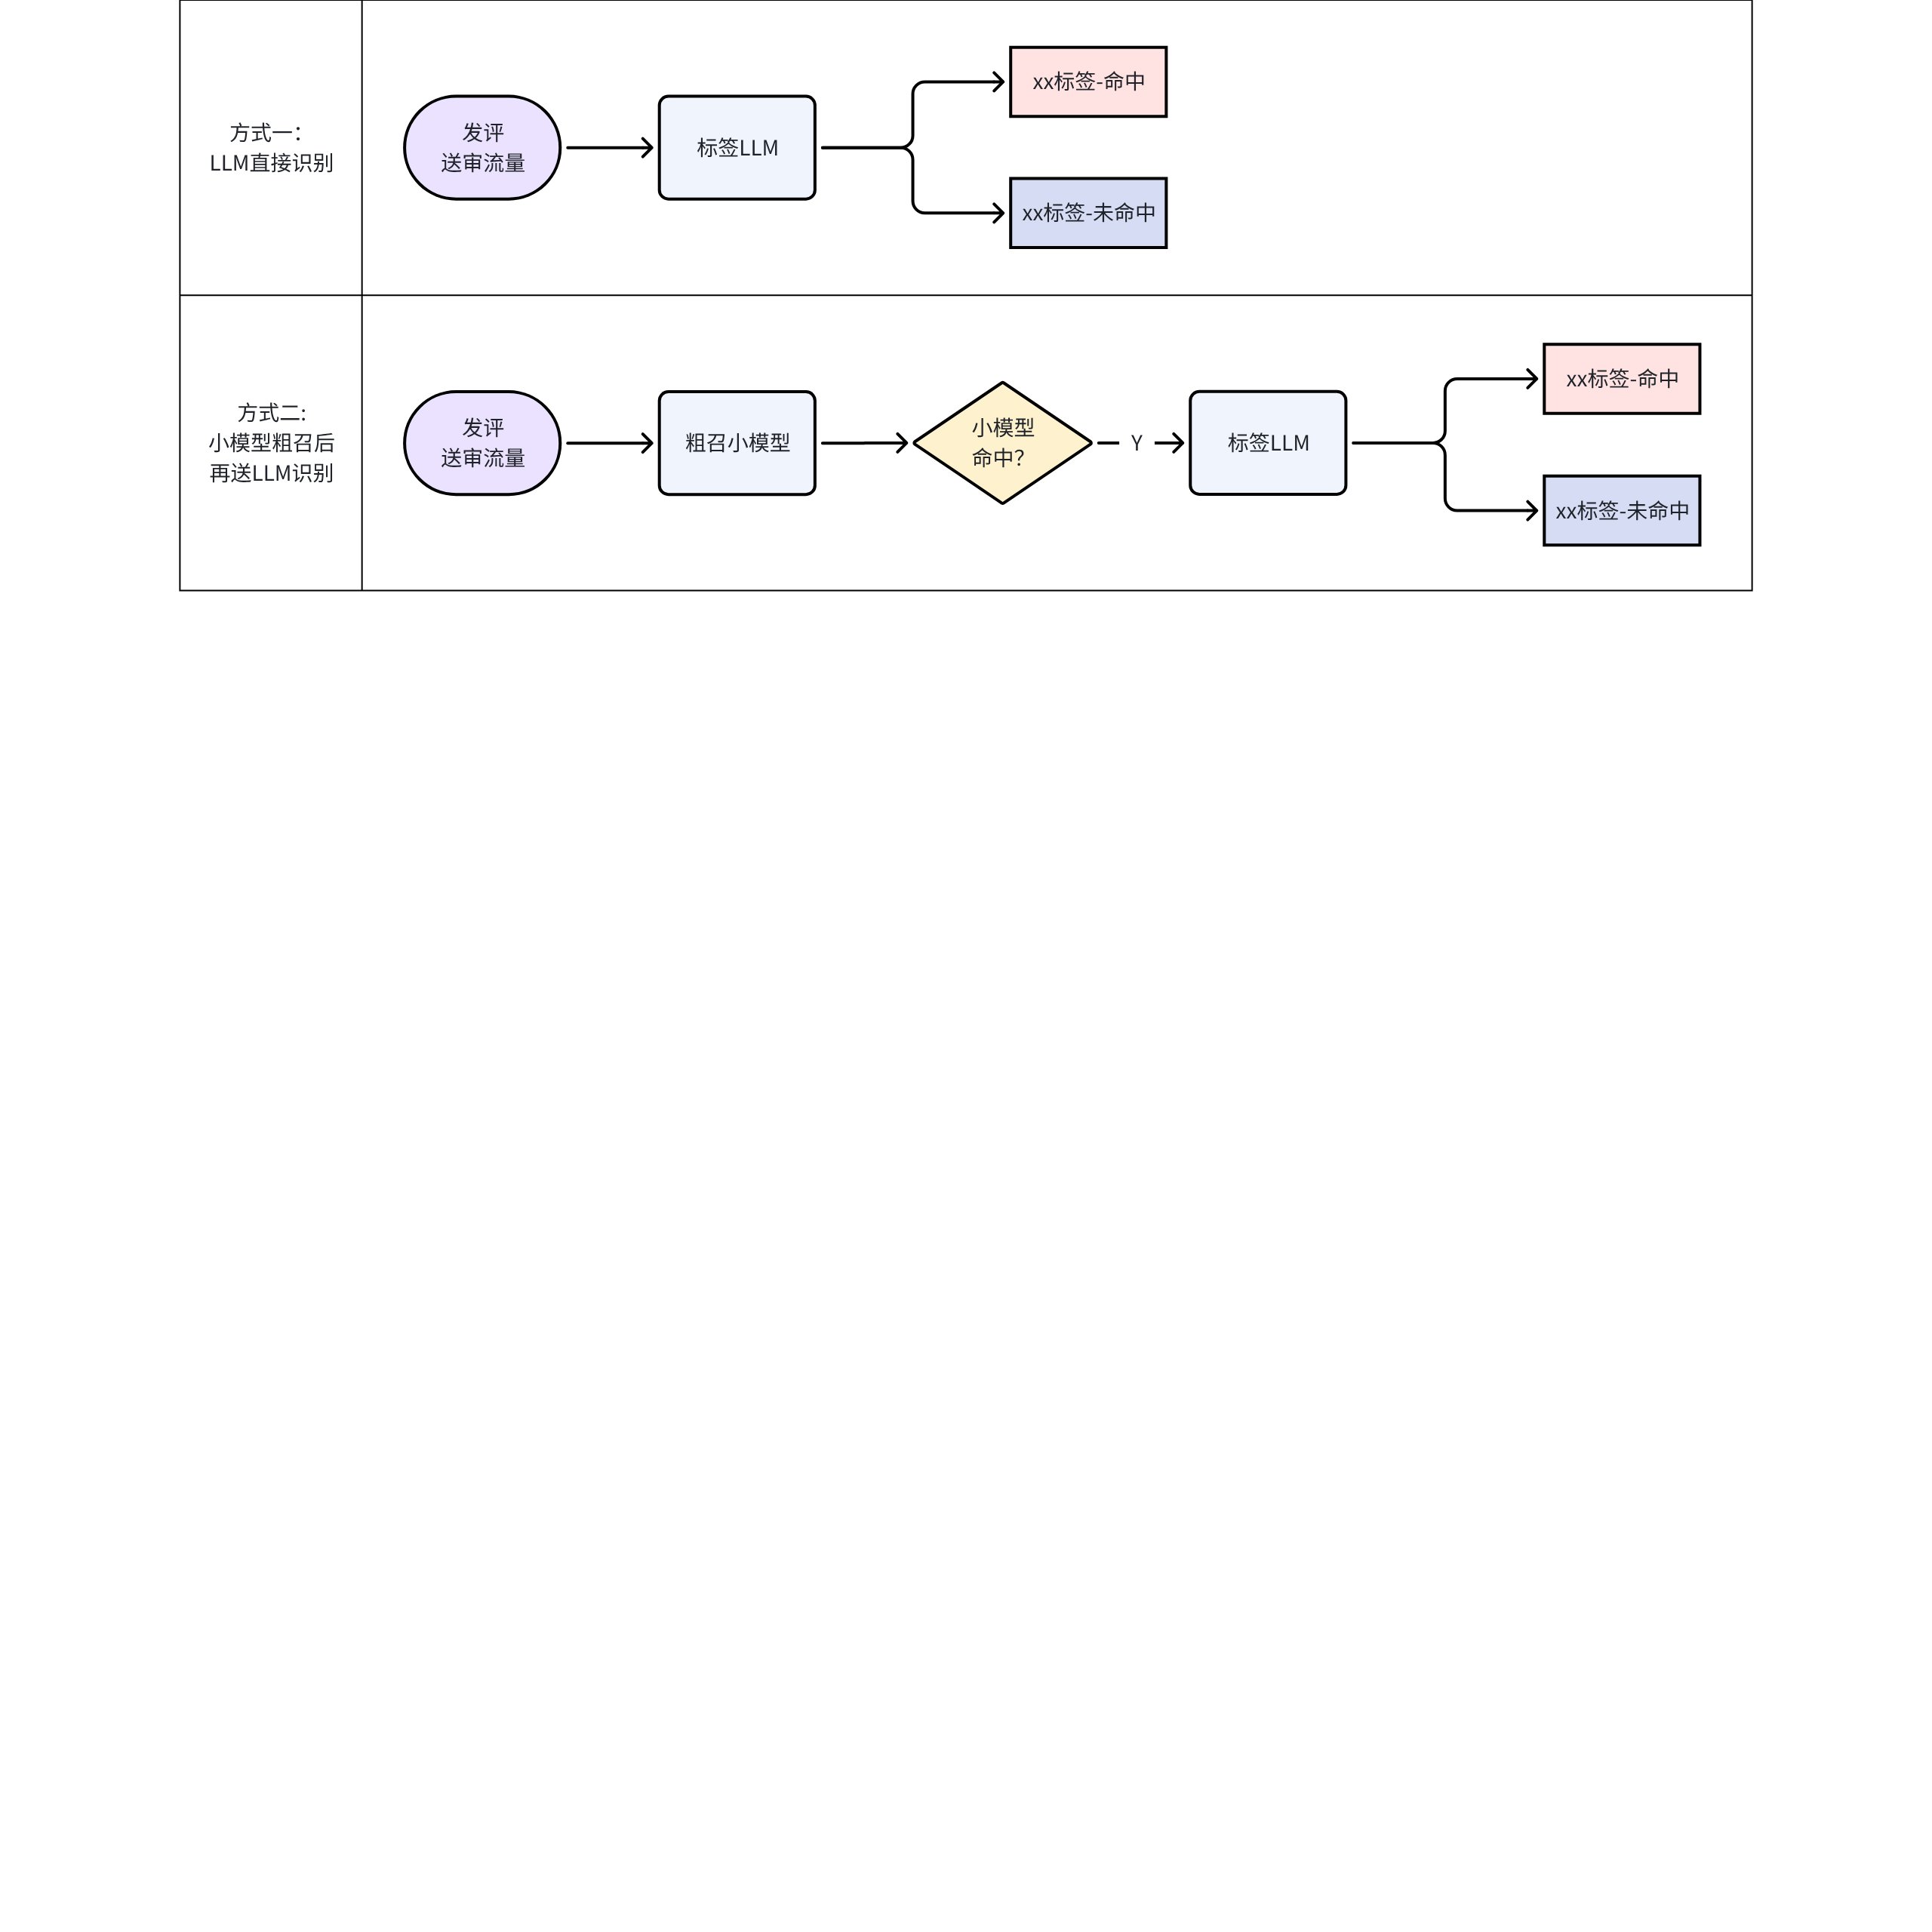 方式一：
LLM直接识别
发评
送审流量
标签LLM
xx标签-命中
xx标签-未命中
方式二:
小模型粗召后
再送LLM识别
发评
送审流量
粗召小模型
小模型
命中?
Y
标签LLM
xx标签-命中
xx标签-未命中